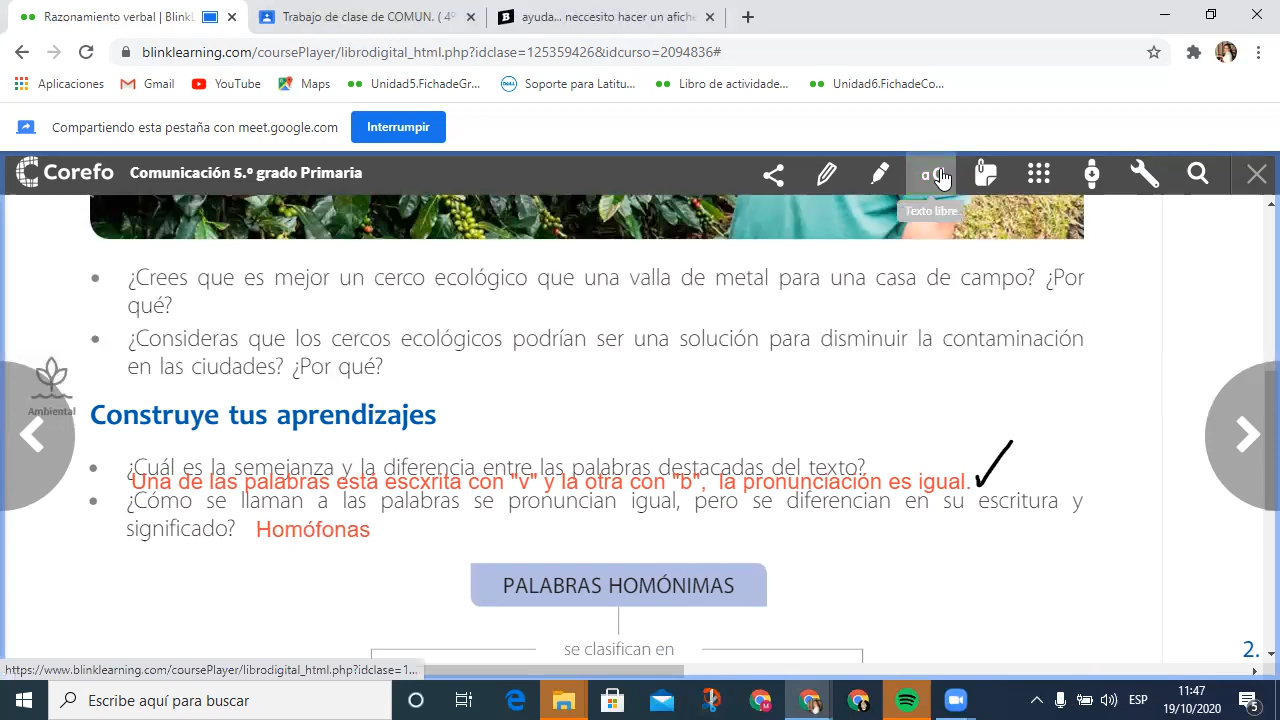 Razonamiento verbal | BlinkL
Trabajo de clase de COMUN. ( 4º
ayuda... neccesito hacer un afiche
blinklearning.com/coursePlayer/librodigital_html.php?idclase=125359426&idcurso=2094836#
Aplicaciones
Gmail
YouTube
Maps
Unidad5.FichadeGr...
Soporte para Latitu...
Libro de actividade...
Unidad6.FichadeCo...
Compartiendo esta pestaña con meet.google.com
Interrumpir
Corefo
Comunicación 5.º grado Primaria
Texto libre
¿Crees que es mejor un cerco ecológico que una valla de metal para una casa de campo? ¿Por
qué?
¿Consideras que los cercos ecológicos podrían ser una solución para disminuir la contaminación
en las ciudades? ¿Por qué?
Ambiental
Construye tus aprendizajes
¿Cuál es la semejanza y la diferencia entre las palabras destacadas del texto?
Una de las palabras está escxrita con "v" y la otra con "b", la pronunciación es igual.
¿Cómo se llaman a las palabras se pronuncian igual, pero se diferencian en su escritura y
significado? Homófonas
PALABRAS HOMÓNIMAS
se clasifican en
2.
https://www.blinklearning.com/coursePlayer/librodigital_html.php?idclase=1...
Escribe aquí para buscar
ESP
11:47
19/10/2020
5